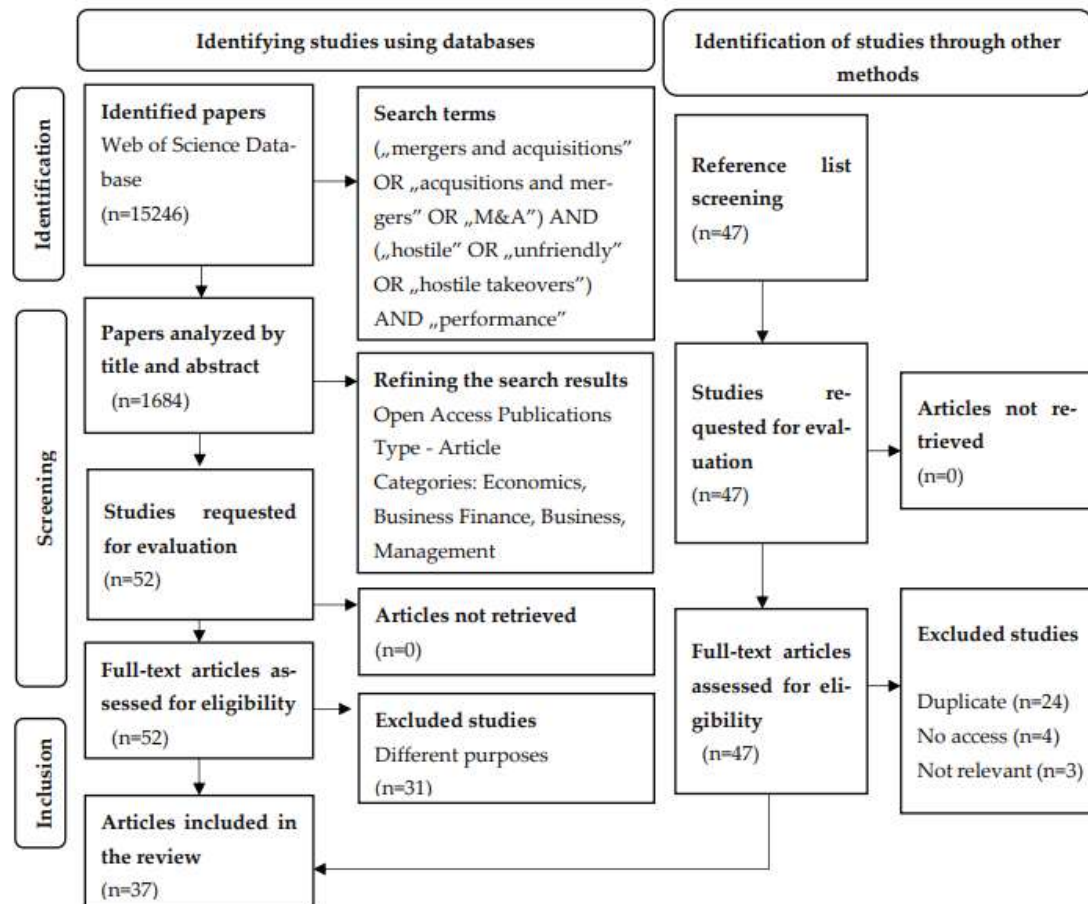 Identifying studies using databases
Identification of studies through other
methods
Identification
Identified papers
Web of Science Data-
base
(n=15246)
Search terms
(„mergers and acquisitions”
OR „acqusitions and mer-
gers” OR „M&A”) AND
(„hostile” OR „unfriendly”
OR „hostile takeovers”)
AND „performance”
Reference list
screening
(n=47)
Screening
Papers analyzed by
title and abstract
(n=1684)
Refining the search results
Open Access Publications
Type - Article
Categories: Economics,
Business Finance, Business,
Management
Studies re-
quested for eval-
uation
(n=47)
Articles not re-
trieved
(n=0)
Studies requested
for evaluation
(n=52)
Articles not retrieved
(n=0)
Full-text articles as-
sessed for eligibility
(n=52)
Excluded studies
Different purposes
(n=31)
Full-text articles
assessed for eli-
gibility
(n=47)
Excluded studies
Duplicate (n=24)
No access (n=4)
Not relevant (n=3)
Inclusion
Articles included in
the review
(n=37)